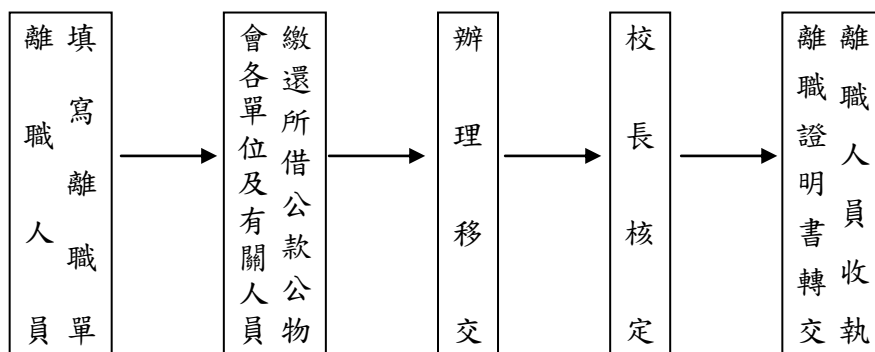 離職人員
填寫離職單
會各單位及有關人員
繳還所借公款公物
辦理移交
校長核定
離職證明書轉交
離職人員收執